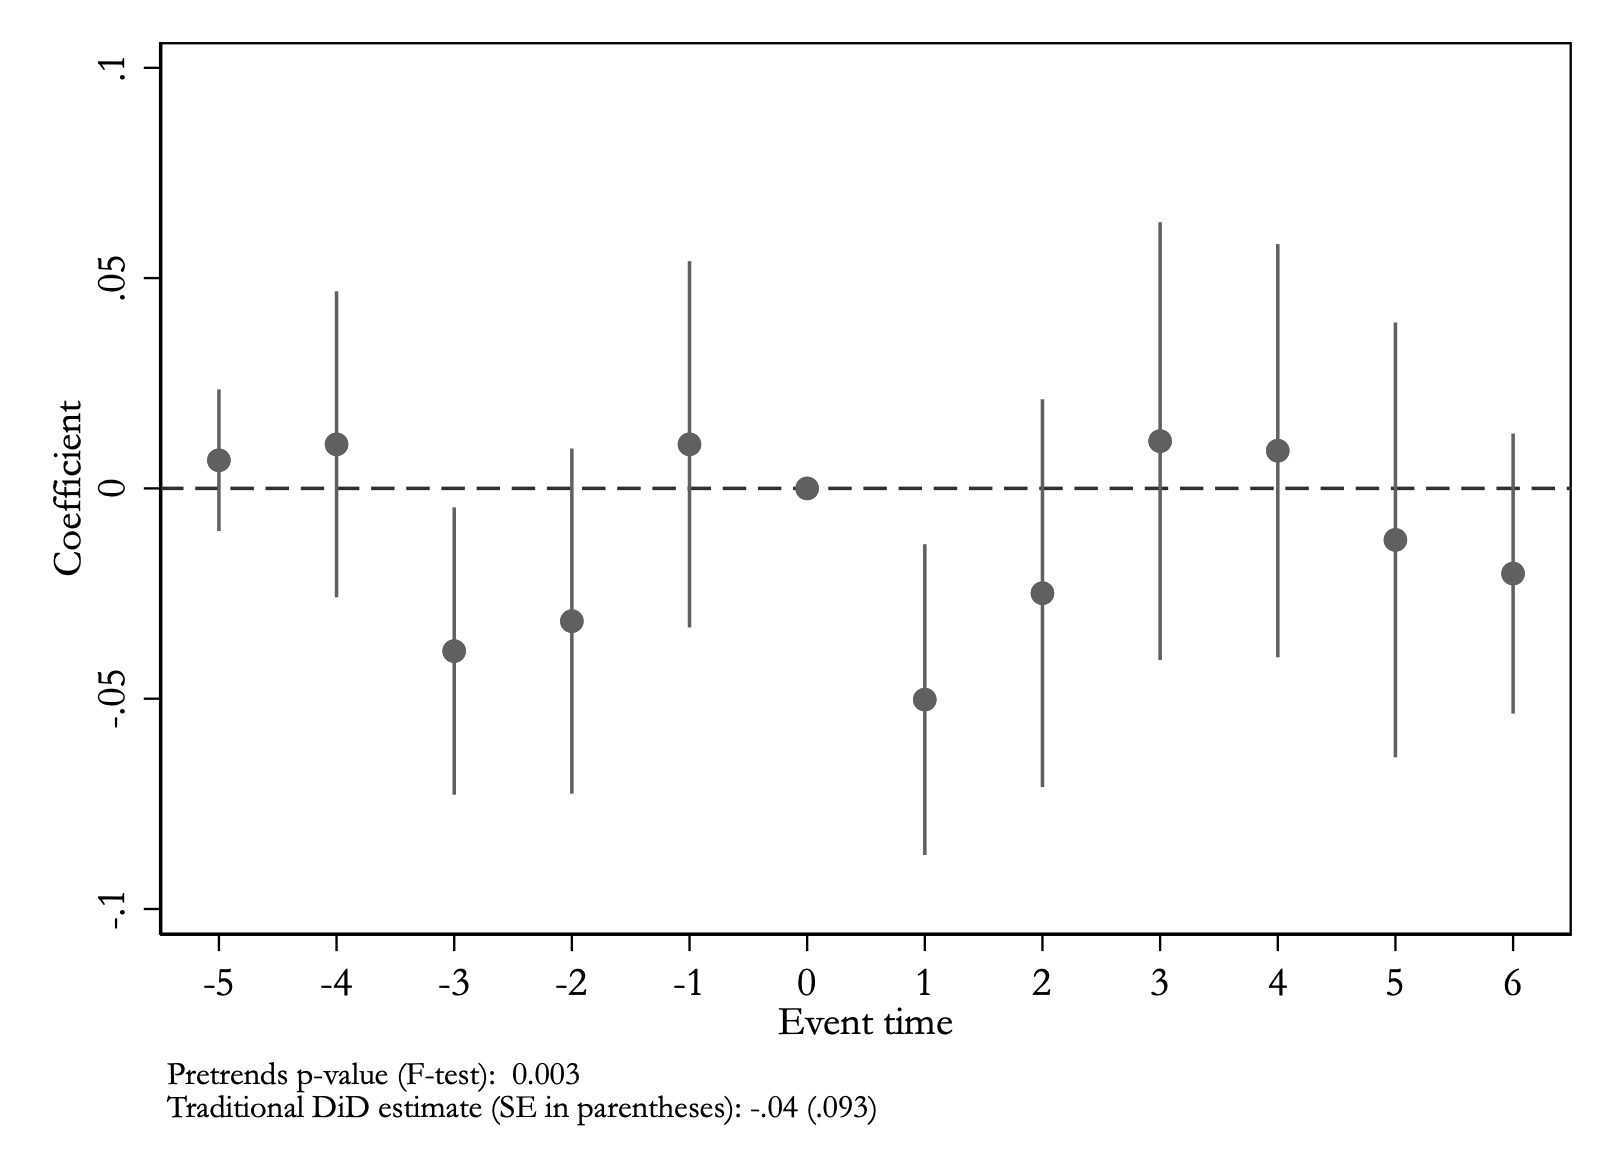 .1
.05
0
-.05
-.1
Coefficient
-5 -4 -3 -2 -1 0 1 2 3 4 5 6
Event time
Pretrends p-value (F-test): 0.003
Traditional DiD estimate (SE in parentheses): -.04 (.093)